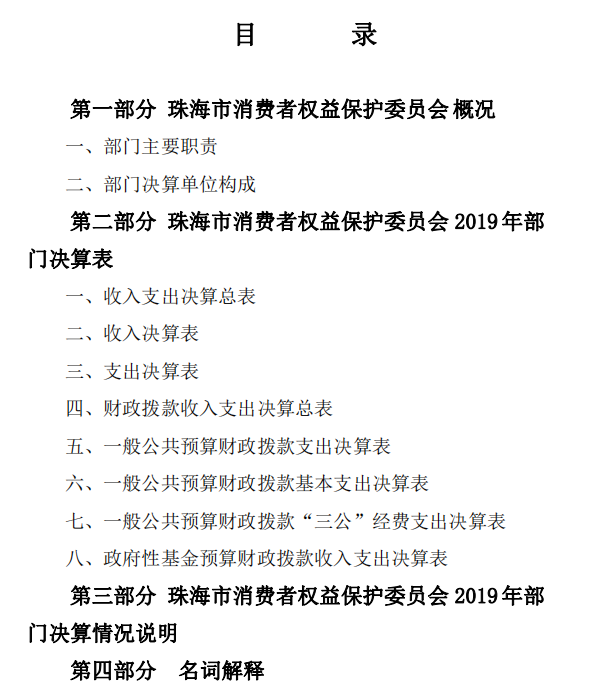 目 录
第一部分 珠海市消费者权益保护委员会概况
一、部门主要职责
二、部门决算单位构成
第二部分 珠海市消费者权益保护委员会 2019 年部
门决算表
一、收入支出决算总表
二、收入决算表
三、支出决算表
四、财政拨款收入支出决算总表
五、一般公共预算财政拨款支出决算表
六、一般公共预算财政拨款基本支出决算表
七、一般公共预算财政拨款“三公”经费支出决算表
八、政府性基金预算财政拨款收入支出决算表
第三部分 珠海市消费者权益保护委员会 2019 年部
门决算情况说明
第四部分 名词解释